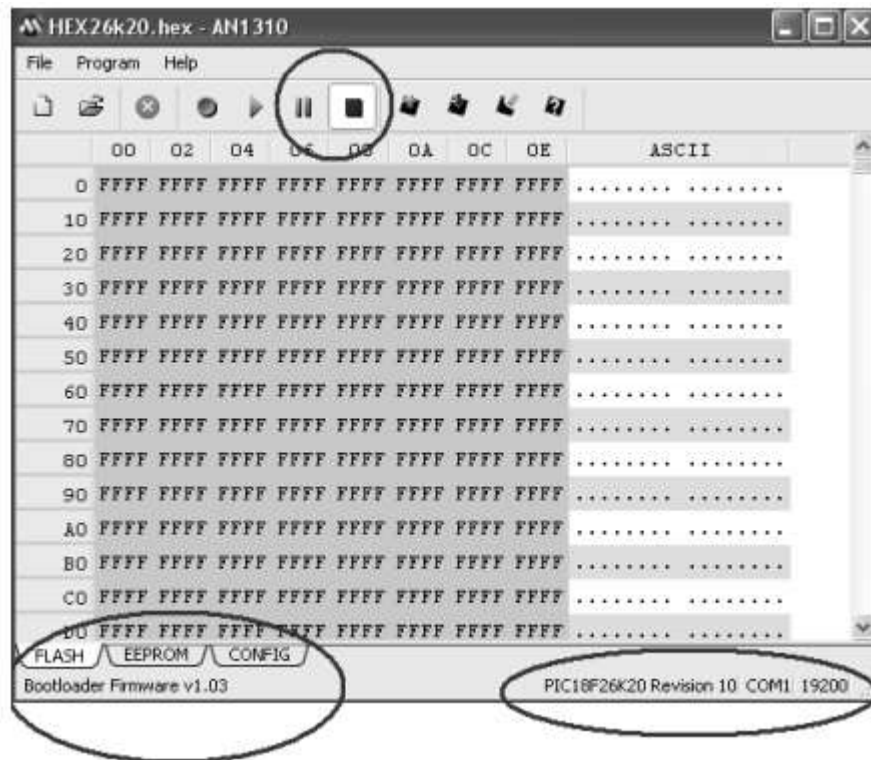 HEX26k20.hex - AN1310
File Program Help
00 02 04 06 08 0A 0C 0E ASCII
0 FFFF FFFF FFFF FFFF FFFF FFFF FFFF FFFF ........ ........
10 FFFF FFFF FFFF FFFF FFFF FFFF FFFF FFFF ........ ........
20 FFFF FFFF FFFF FFFF FFFF FFFF FFFF FFFF ........ ........
30 FFFF FFFF FFFF FFFF FFFF FFFF FFFF FFFF ........ ........
40 FFFF FFFF FFFF FFFF FFFF FFFF FFFF FFFF ........ ........
50 FFFF FFFF FFFF FFFF FFFF FFFF FFFF FFFF ........ ........
60 FFFF FFFF FFFF FFFF FFFF FFFF FFFF FFFF ........ ........
70 FFFF FFFF FFFF FFFF FFFF FFFF FFFF FFFF ........ ........
80 FFFF FFFF FFFF FFFF FFFF FFFF FFFF FFFF ........ ........
90 FFFF FFFF FFFF FFFF FFFF FFFF FFFF FFFF ........ ........
A0 FFFF FFFF FFFF FFFF FFFF FFFF FFFF FFFF ........ ........
B0 FFFF FFFF FFFF FFFF FFFF FFFF FFFF FFFF ........ ........
C0 FFFF FFFF FFFF FFFF FFFF FFFF FFFF FFFF ........ ........
D0 FFFF FFFF FFFF FFFF FFFF FFFF FFFF FFFF ........ ........
FLASH EEPROM CONFIG
Bootloader Firmware v1.03 PIC18F26K20 Revision 10 COM1 19200